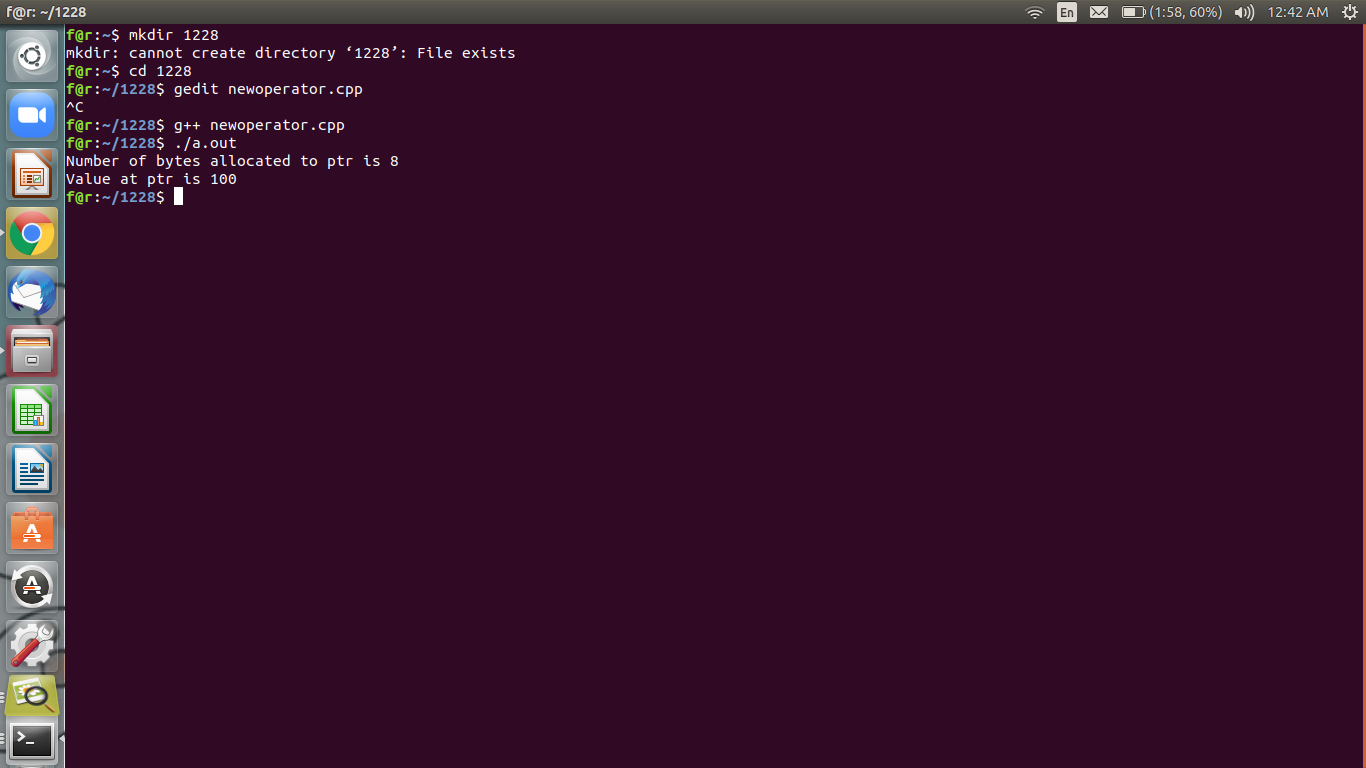 f@r: ~/1228
En
(1:58, 60%)
12:42 AM
f@r:~$ mkdir 1228
mkdir: cannot create directory ‘1228’: File exists
f@r:~$ cd 1228
f@r:~/1228$ gedit newoperator.cpp
^C
f@r:~/1228$ g++ newoperator.cpp
f@r:~/1228$ ./a.out
Number of bytes allocated to ptr is 8
Value at ptr is 100
f@r:~/1228$